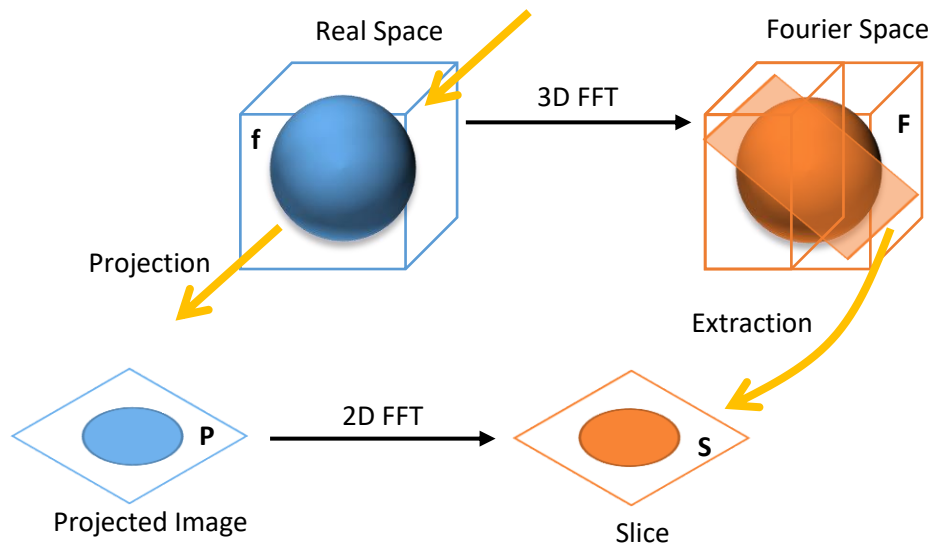 Real Space
Fourier Space
3D FFT
f
F
Projection
Extraction
2D FFT
P
S
Projected Image
Slice